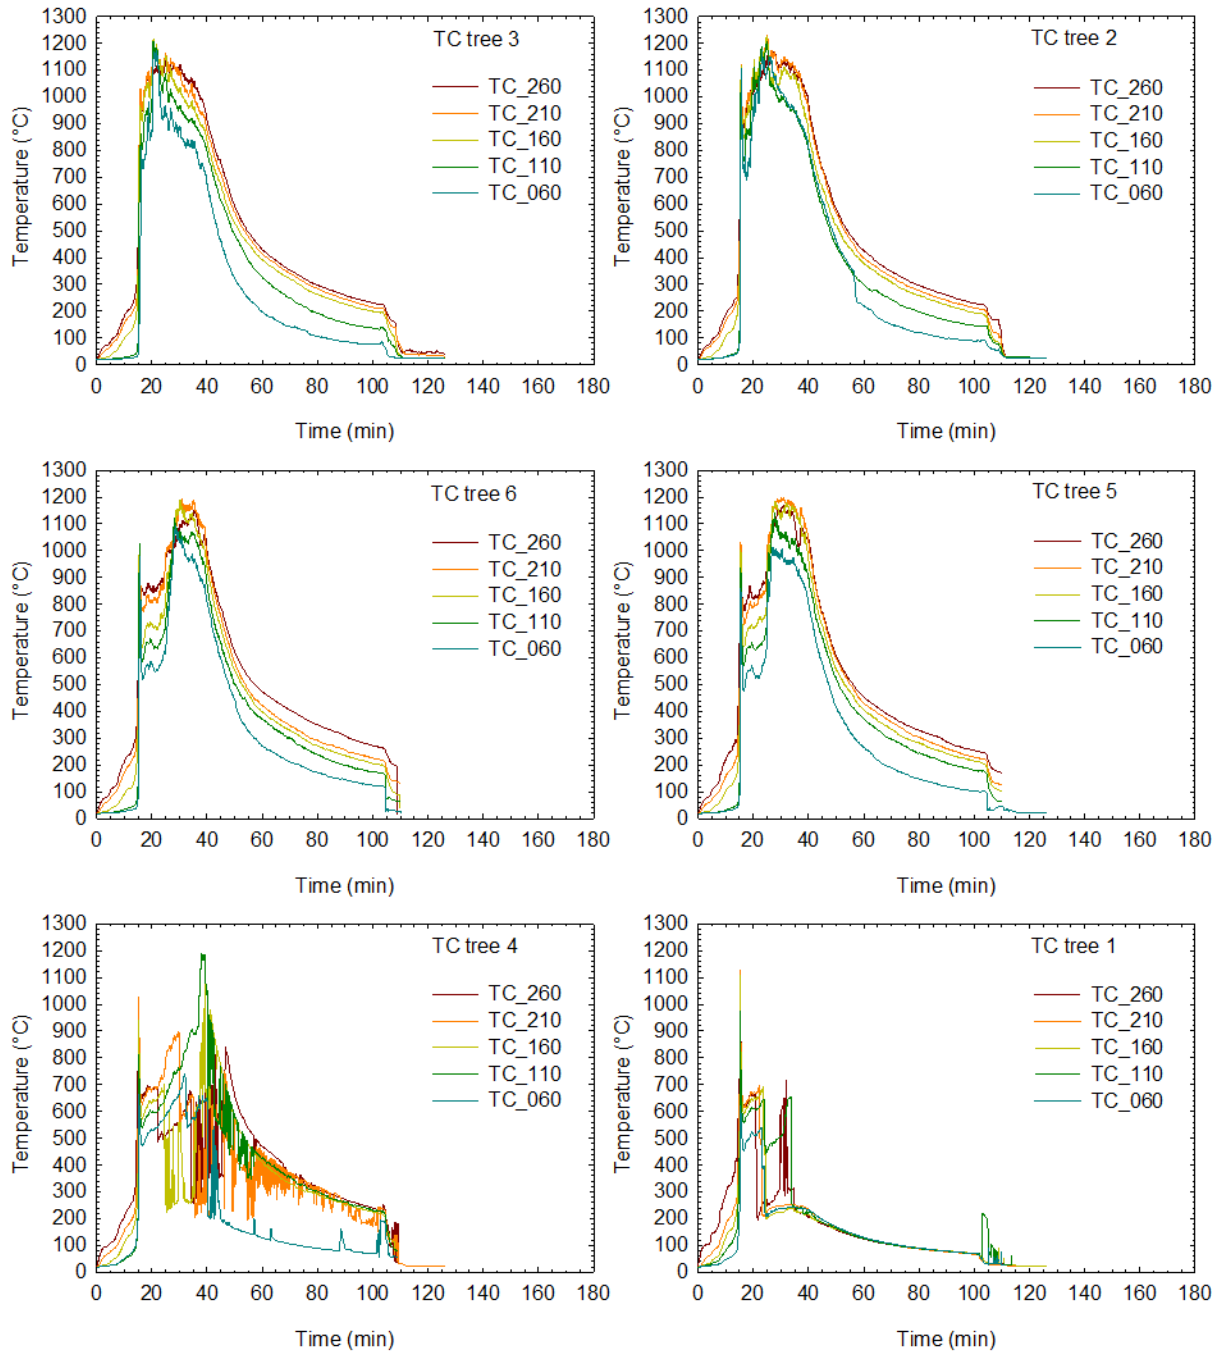 TC tree 3
Temperature (°C)
1300
1200
1100
1000
900
800
700
600
500
400
300
200
100
0
TC_260
TC_210
TC_160
TC_110
TC_060
0 20 40 60 80 100 120 140 160 180
Time (min)
TC tree 2
Temperature (°C)
1300
1200
1100
1000
900
800
700
600
500
400
300
200
100
0
TC_260
TC_210
TC_160
TC_110
TC_060
0 20 40 60 80 100 120 140 160 180
Time (min)
TC tree 6
Temperature (°C)
1300
1200
1100
1000
900
800
700
600
500
400
300
200
100
0
TC_260
TC_210
TC_160
TC_110
TC_060
0 20 40 60 80 100 120 140 160 180
Time (min)
TC tree 5
Temperature (°C)
1300
1200
1100
1000
900
800
700
600
500
400
300
200
100
0
TC_260
TC_210
TC_160
TC_110
TC_060
0 20 40 60 80 100 120 140 160 180
Time (min)
TC tree 4
Temperature (°C)
1300
1200
1100
1000
900
800
700
600
500
400
300
200
100
0
TC_260
TC_210
TC_160
TC_110
TC_060
0 20 40 60 80 100 120 140 160 180
Time (min)
TC tree 1
Temperature (°C)
1300
1200
1100
1000
900
800
700
600
500
400
300
200
100
0
TC_260
TC_210
TC_160
TC_110
TC_060
0 20 40 60 80 100 120 140 160 180
Time (min)